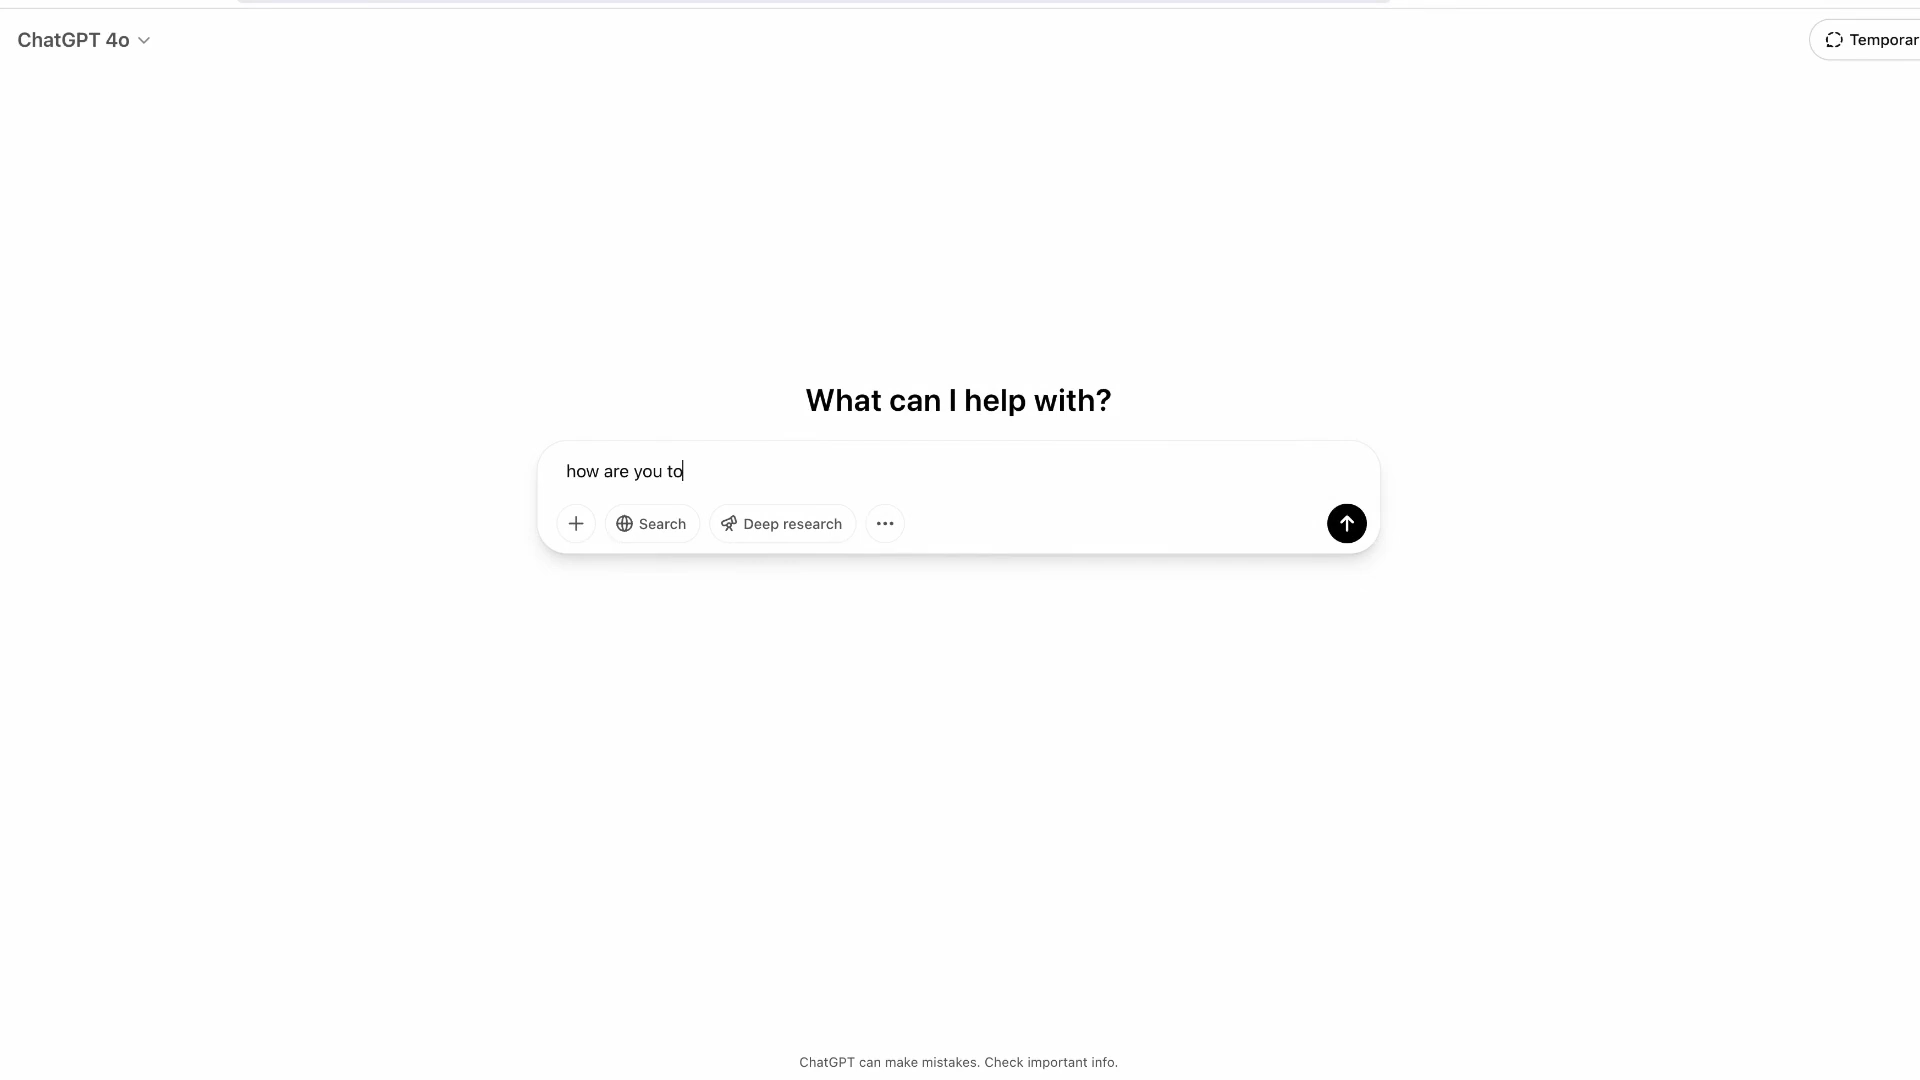 ChatGPT 4o
Temporar
What can I help with?
how are you to
Search
Deep research
ChatGPT can make mistakes. Check important info.